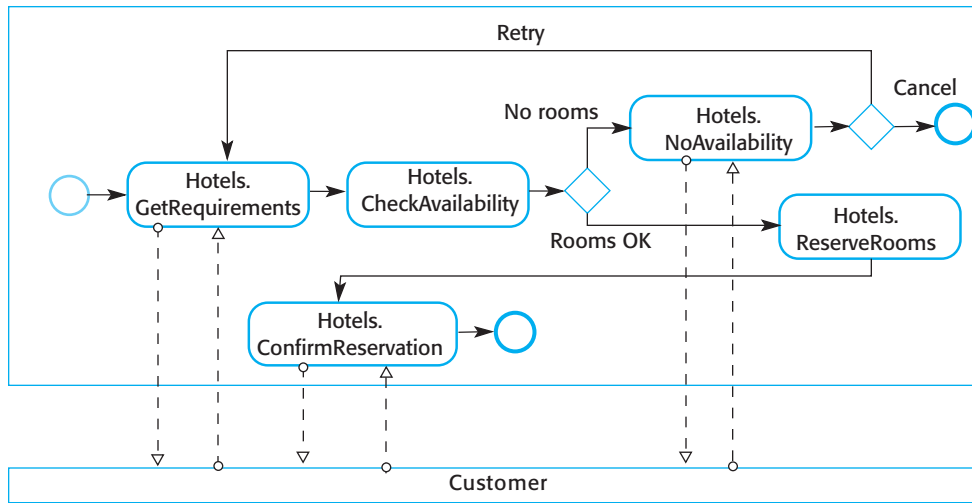 Retry
Cancel
No rooms
Hotels.
NoAvailability
Hotels.
GetRequirements
Hotels.
CheckAvailability
Rooms OK
Hotels.
ReserveRooms
Hotels.
ConfirmReservation
Customer